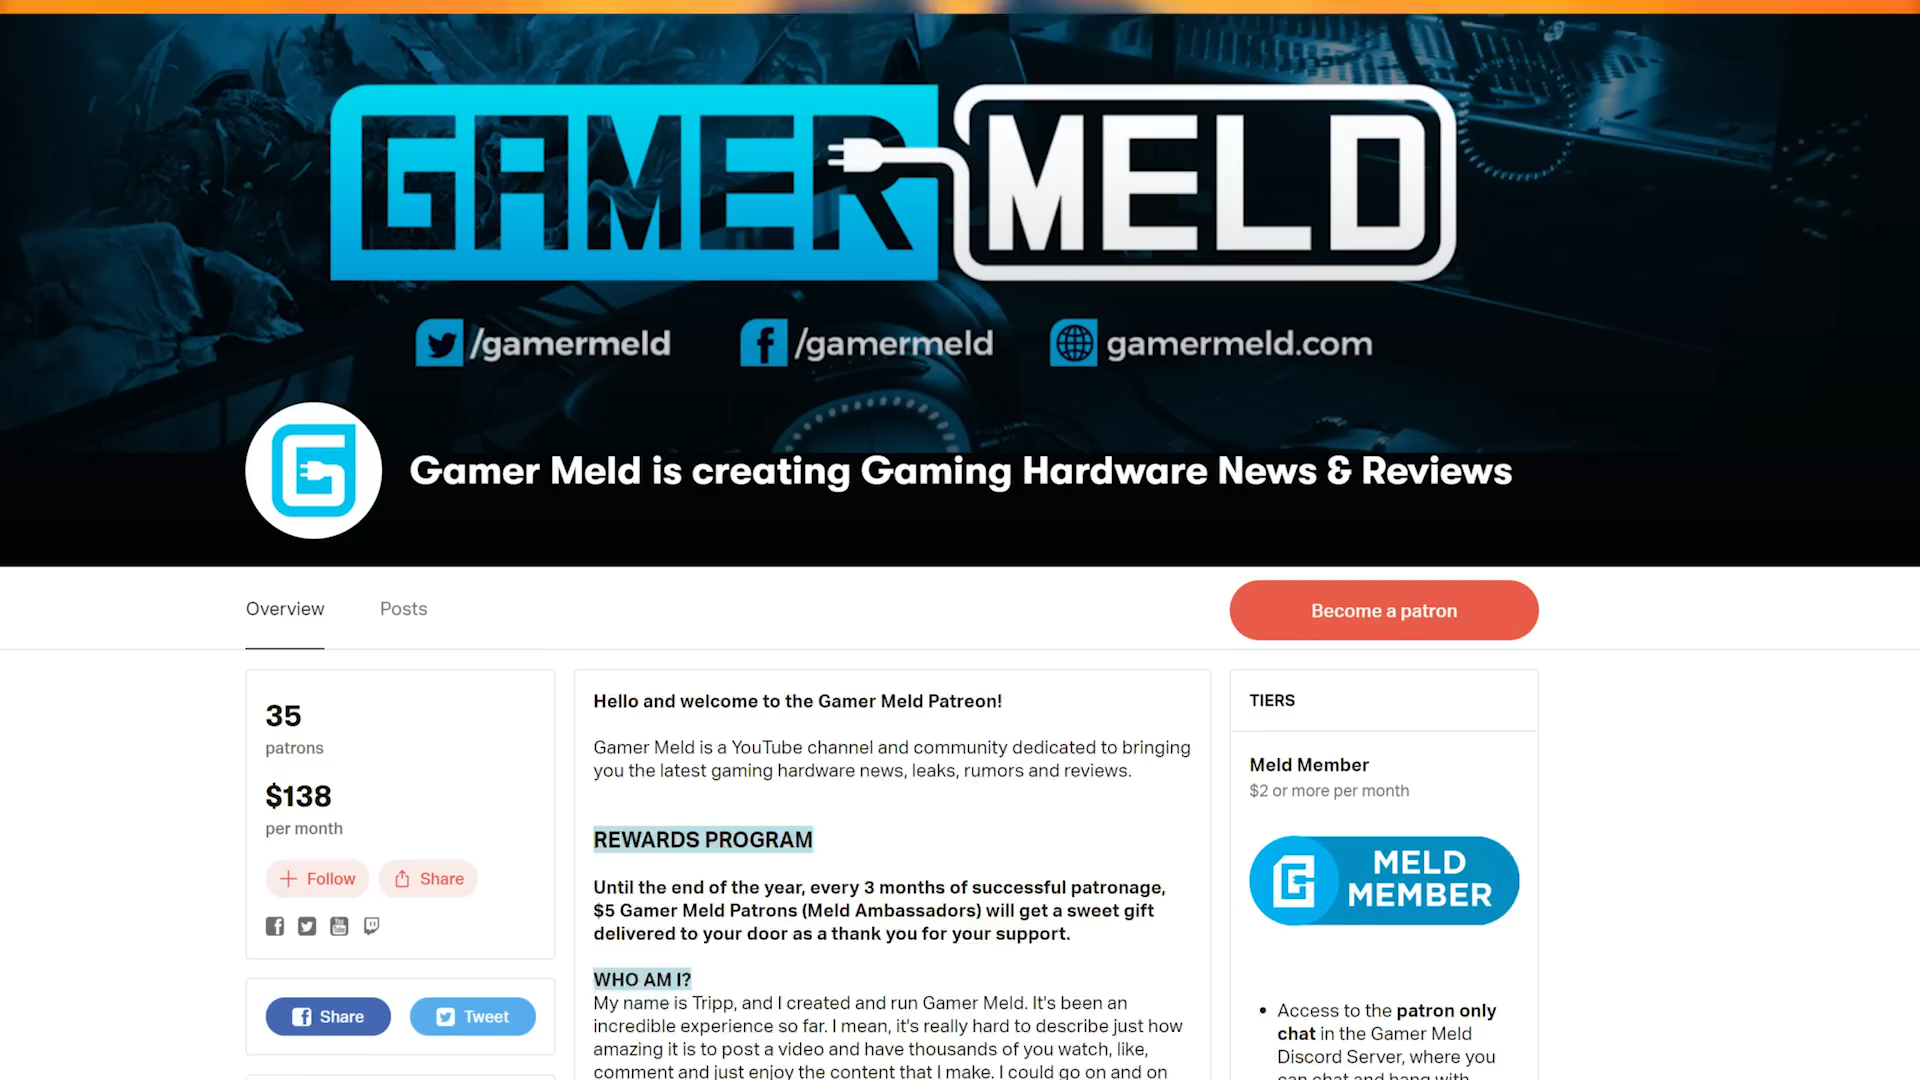 GAMER MELD
/gamermeld /gamermeld gamermeld.com
Gamer Meld is creating Gaming Hardware News & Reviews
Overview Posts
Become a patron
35
patrons
$138
per month
Follow Share
Share Tweet
Hello and welcome to the Gamer Meld Patreon!
Gamer Meld is a YouTube channel and community dedicated to bringing
you the latest gaming hardware news, leaks, rumors and reviews.
REWARDS PROGRAM
Until the end of the year, every 3 months of successful patronage,
$5 Gamer Meld Patrons (Meld Ambassadors) will get a sweet gift
delivered to your door as a thank you for your support.
WHO AM I?
My name is Tripp, and I created and run Gamer Meld. It's been an
incredible experience so far. I mean, it's really hard to describe just how
amazing it is to post a video and have thousands of you watch, like,
comment and just enjoy the content that I make. I could go on and on
TIERS
Meld Member
$2 or more per month
MELD
MEMBER
Access to the patron only
chat in the Gamer Meld
Discord Server, where you
can chat and hang with